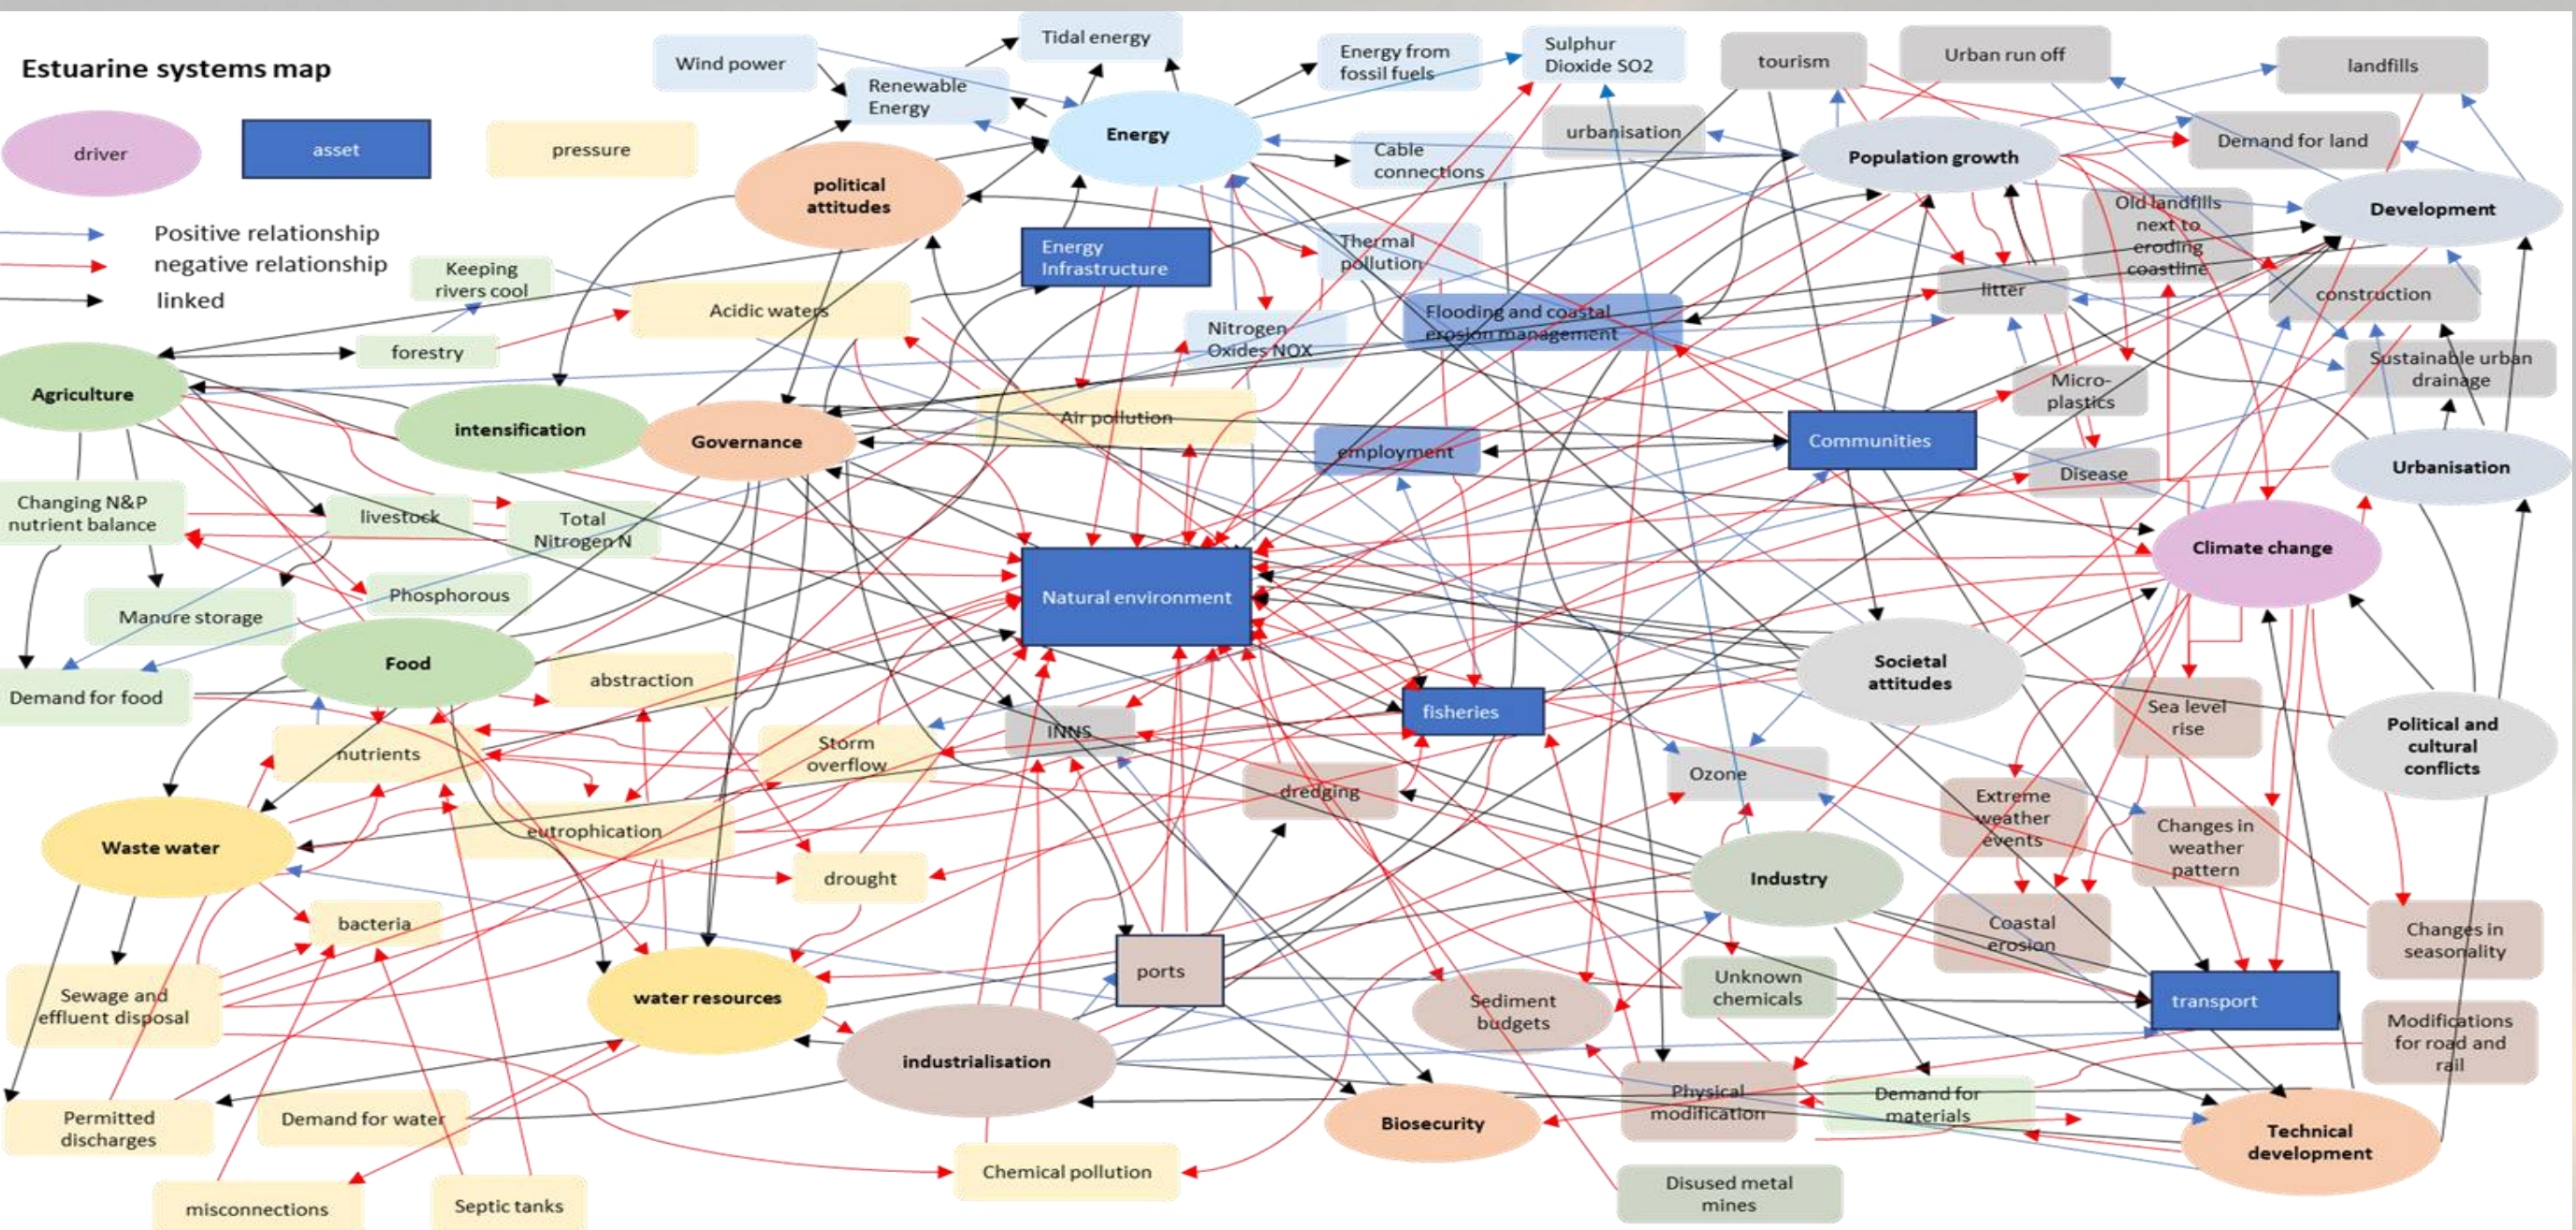 Estuarine systems map
driver
asset
pressure
Positive relationship
negative relationship
linked
Wind power
Renewable
Energy
Tidal energy
Energy
Energy from
fossil fuels
Sulphur
Dioxide SO2
Cable
connections
urbanisation
tourism
Urban run off
landfills
Demand for land
Population growth
Development
Old landfills
next to
eroding
coastline
political
attitudes
Energy
Infrastructure
Thermal
pollution
Keeping
rivers cool
forestry
Acidic waters
Nitrogen
Oxides NOX
Flooding and coastal
erosion management
litter
construction
Sustainable urban
drainage
Micro-
plastics
Agriculture
intensification
Governance
Air pollution
employment
Communities
Disease
Urbanisation
Changing N&P
nutrient balance
livestock
Total
Nitrogen N
Phosphorous
Manure storage
Natural environment
Climate change
Food
Demand for food
abstraction
nutrients
Storm
overflow
INNS
fisheries
Societal
attitudes
Sea level
rise
Political and
cultural
conflicts
Ozone
dredging
Extreme
weather
events
Changes in
weather
pattern
Waste water
eutrophication
drought
Industry
bacteria
Coastal
erosion
Changes in
seasonality
Sewage and
effluent disposal
water resources
ports
Sediment
budgets
Unknown
chemicals
transport
industrialisation
Modifications
for road and
rail
Permitted
discharges
Demand for water
Biosecurity
Physical
modification
Demand for
materials
Technical
development
Chemical pollution
misconnections
Septic tanks
Disused metal
mines